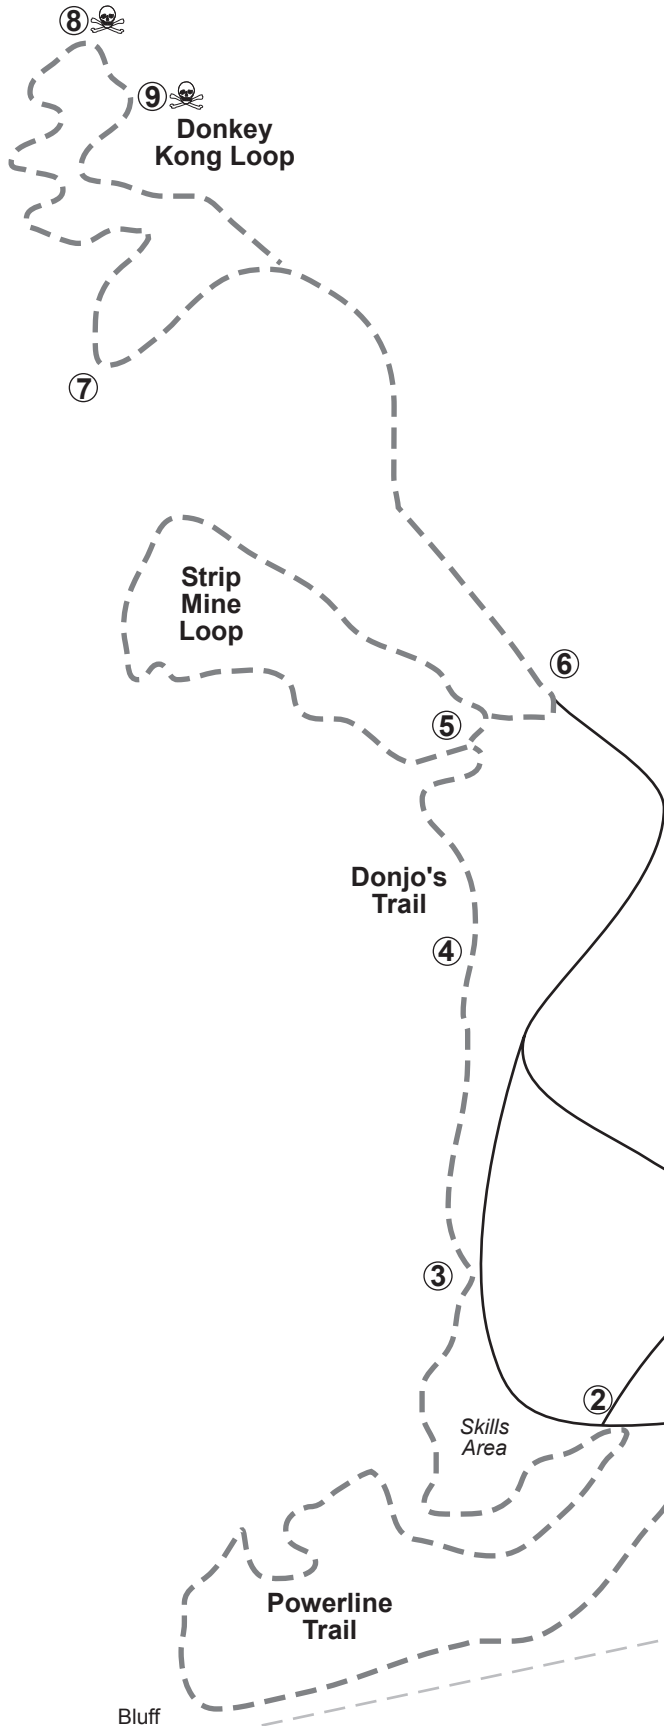 8
9
Donkey
Kong Loop
7
Strip
Mine
Loop
6
5
Donjo's
Trail
4
3
2
Skills
Area
Powerline
Trail
Bluff